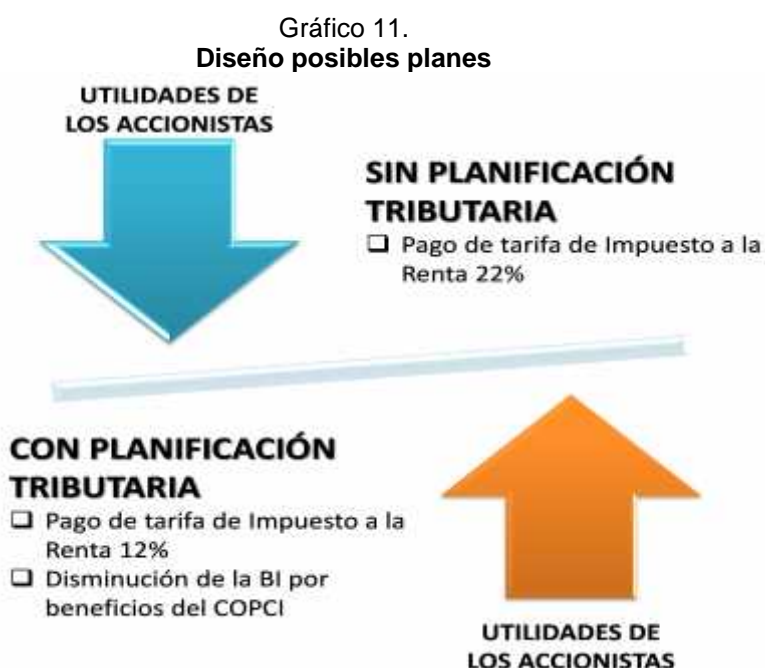 Gráfico 11.
Diseño posibles planes
UTILIDADES DE
LOS ACCIONISTAS
SIN PLANIFICACIÓN
TRIBUTARIA
❑ Pago de tarifa de Impuesto a la
Renta 22%
CON PLANIFICACIÓN
TRIBUTARIA
❑ Pago de tarifa de Impuesto a la
Renta 12%
❑ Disminución de la BI por
beneficios del COPCI
UTILIDADES DE
LOS ACCIONISTAS